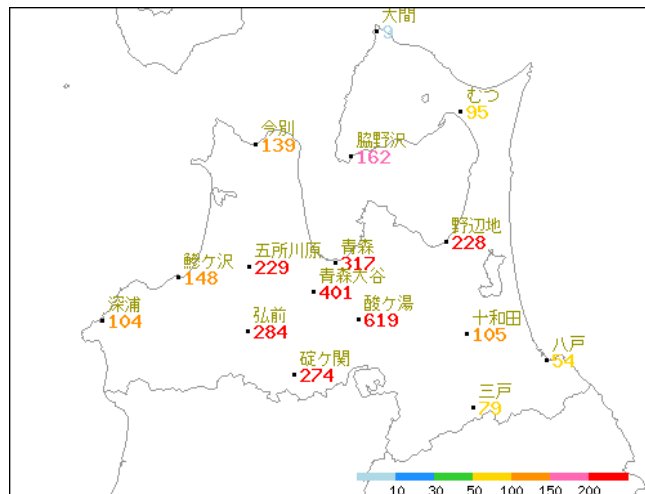 大間
9
むつ
95
今別
139
脇野沢
162
野辺地
228
青森
317
五所川原
229
鰺ケ沢
148
青森大谷
401
深浦
104
弘前
284
酸ケ湯
619
十和田
105
八戸
54
碇ケ関
274
三戸
79
10 30 50 100 150 200